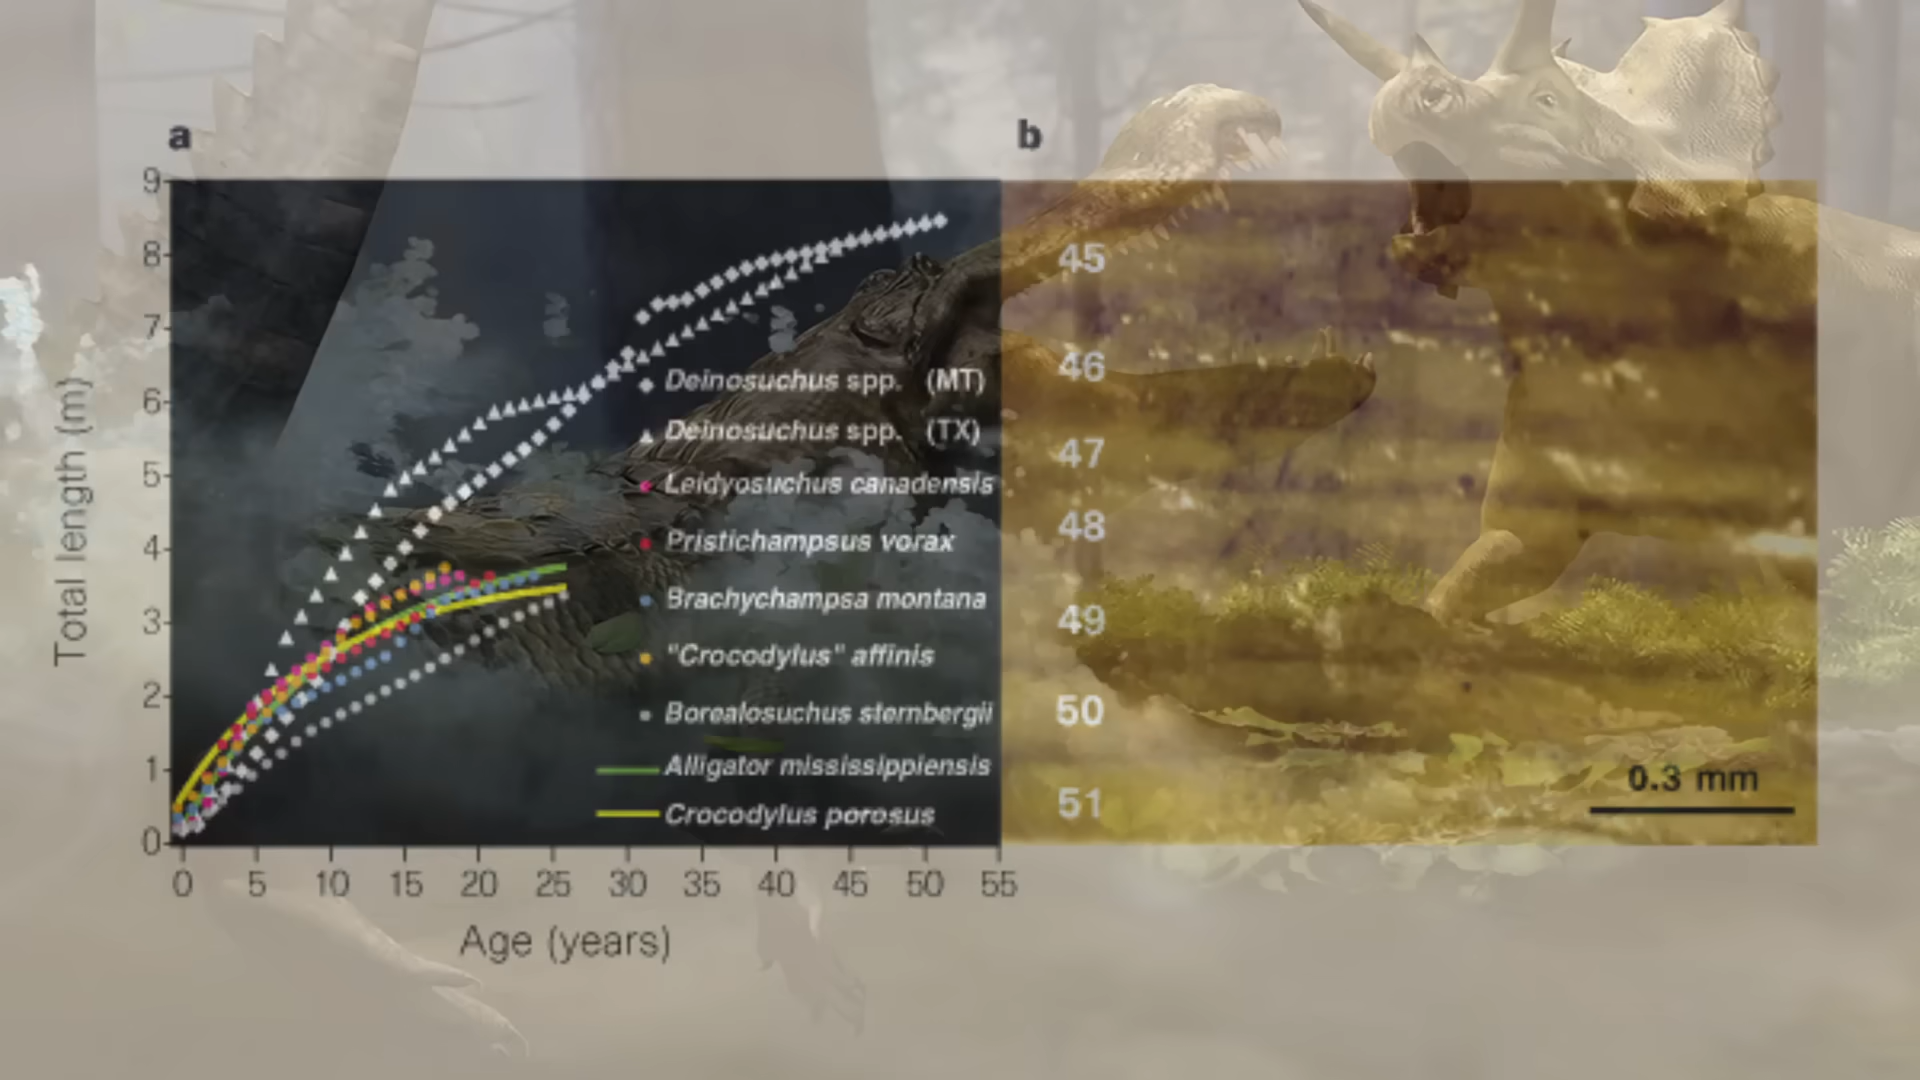 a
b
9
8
7
6
5
4
3
2
1
0
Total length (m)
Deinosuchus spp. (MT)
Deinosuchus spp. (TX)
Leidyosuchus canadensis
Pristichampsus vorax
Brachychampsa montana
"Crocodylus" affinis
Borealosuchus sternbergii
Alligator mississippiensis
Crocodylus porosus
0 5 10 15 20 25 30 35 40 45 50 55
Age (years)
45
46
47
48
49
50
51
0.3 mm